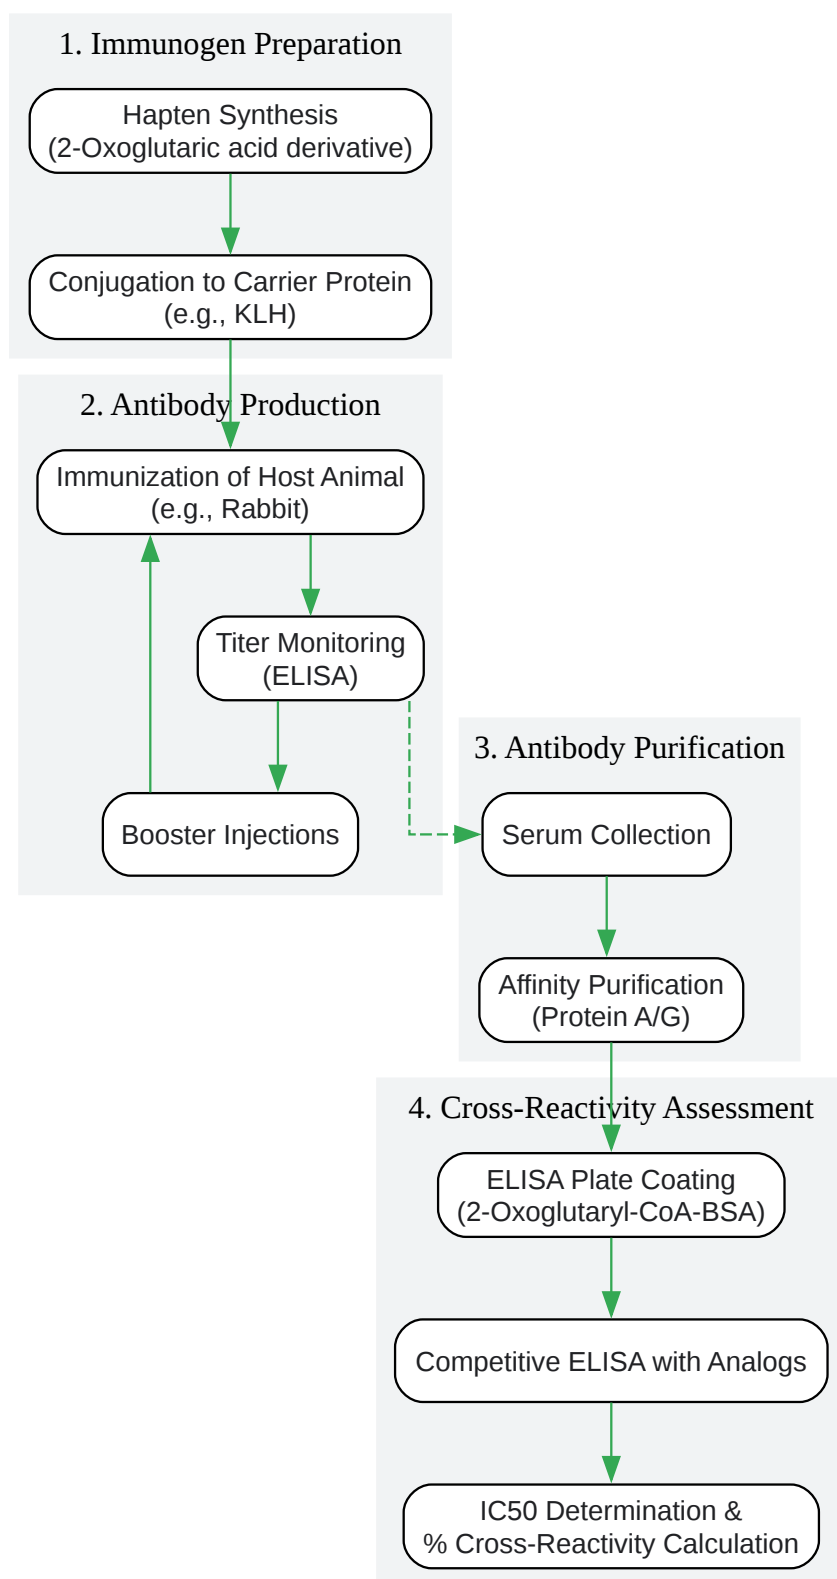 1. Immunogen Preparation
Hapten Synthesis
(2-Oxoglutaric acid derivative)
Conjugation to Carrier Protein
(e.g., KLH)
2. Antibody Production
Immunization of Host Animal
(e.g., Rabbit)
Titer Monitoring
(ELISA)
Booster Injections
3. Antibody Purification
Serum Collection
Affinity Purification
(Protein A/G)
4. Cross-Reactivity Assessment
ELISA Plate Coating
(2-Oxoglutaryl-CoA-BSA)
Competitive ELISA with Analogs
IC50 Determination &
% Cross-Reactivity Calculation